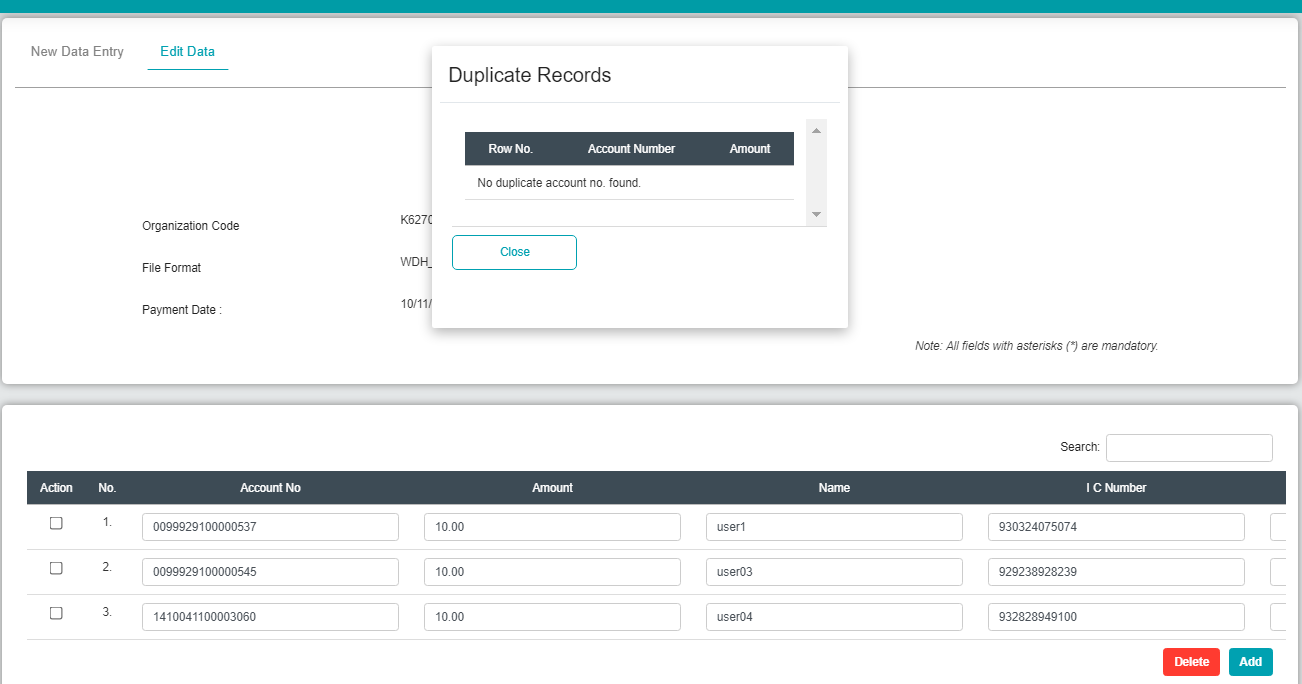 New Data Entry Edit Data
Duplicate Records
Row No. Account Number Amount
No duplicate account no. found.
Close
Organization Code K6270
File Format WDH_
Payment Date : 10/11/
Note: All fields with asterisks (*) are mandatory.
Search:
Action No. Account No Amount Name I C Number
1. 0099929100000537 10.00 user1 930324075074
2. 0099929100000545 10.00 user03 929238928239
3. 1410041100003060 10.00 user04 932828949100
Delete Add